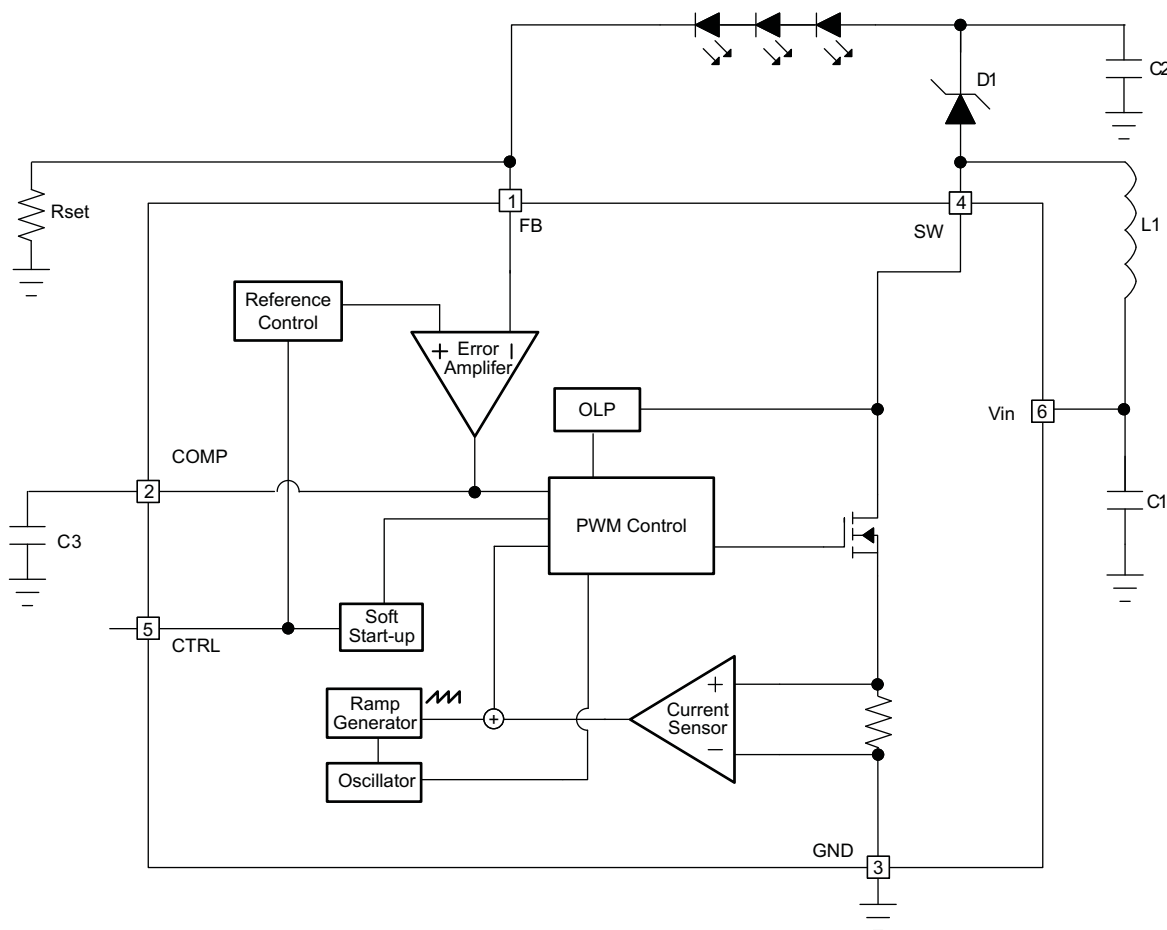 D1
C2
Rset
1
FB
4
SW
L1
Reference
Control
+ Error −
Amplifer
OLP
Vin
6
COMP
2
C3
PWM Control
C1
5
CTRL
Soft
Start-up
Ramp
Generator
+
+
Current
Sensor
−
Oscillator
GND
3